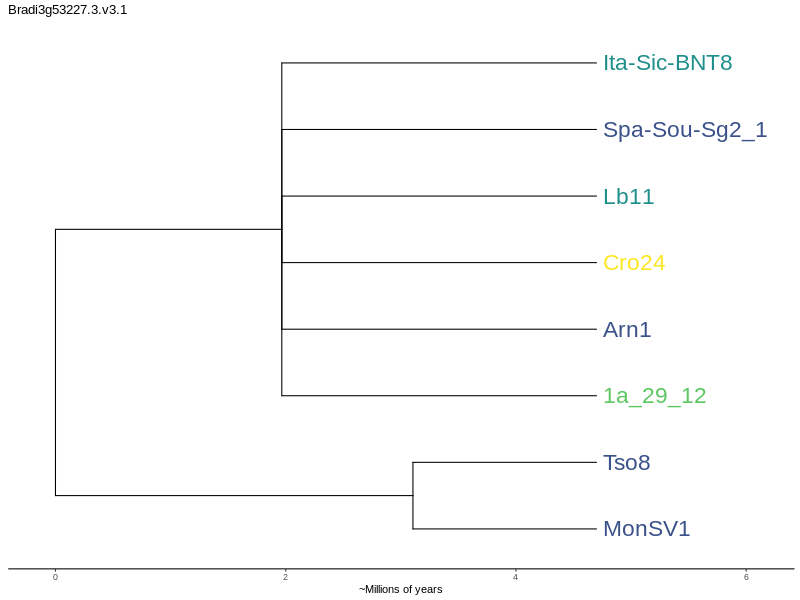 Bradi3g53227.3.v3.1
Ita-Sic-BNT8
Spa-Sou-Sg2_1
Lb11
Cro24
Arn1
1a_29_12
Tso8
MonSV1
0 2 4 6
~Millions of years